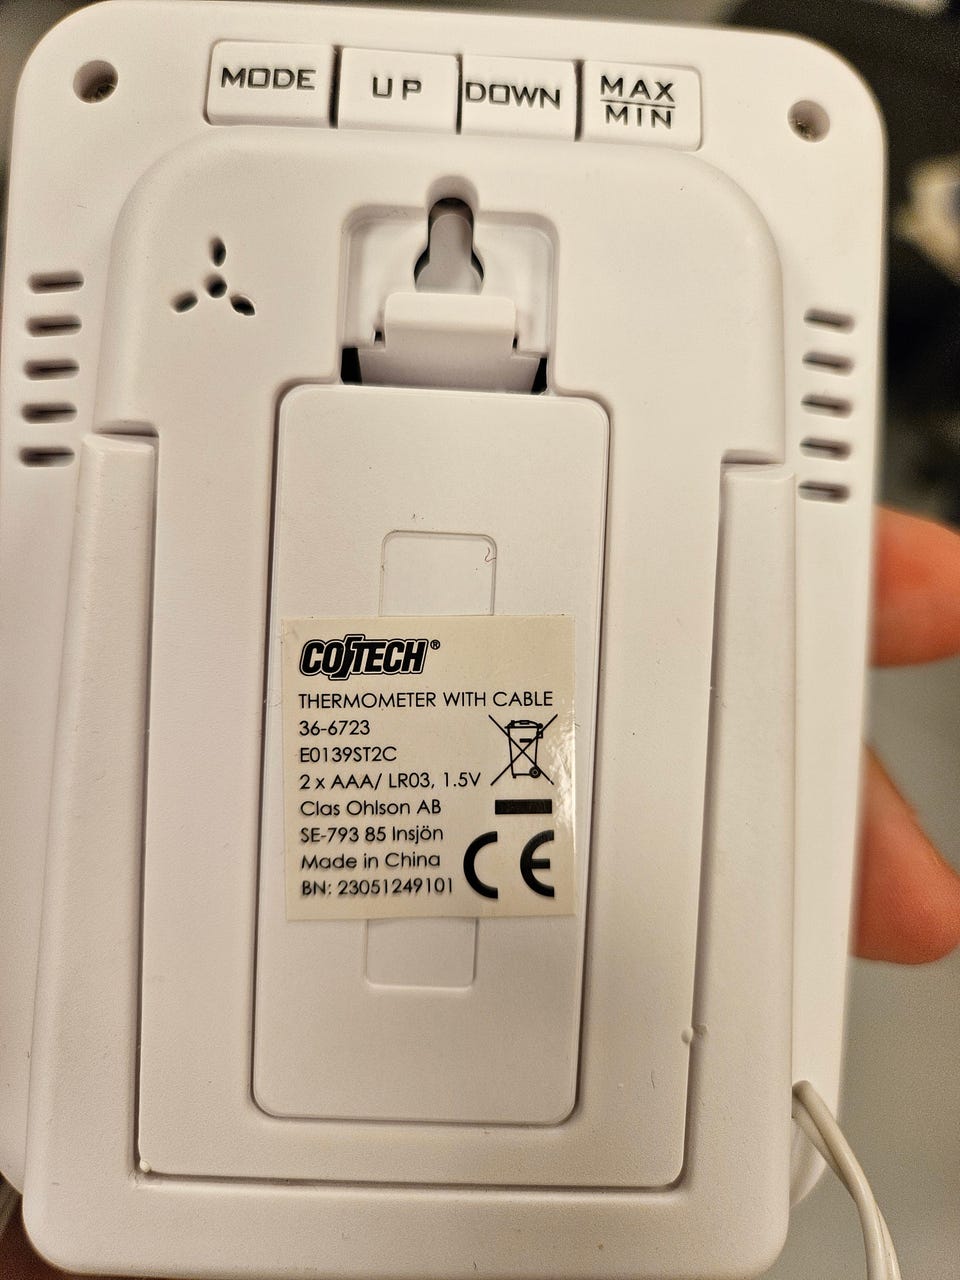 MODE UP DOWN MAX
MIN
COTECH®
THERMOMETER WITH CABLE
36-6723
E0139ST2C
2 x AAA/ LR03, 1.5V
Clas Ohlson AB
SE-793 85 Insjön
Made in China
BN: 23051249101
CE